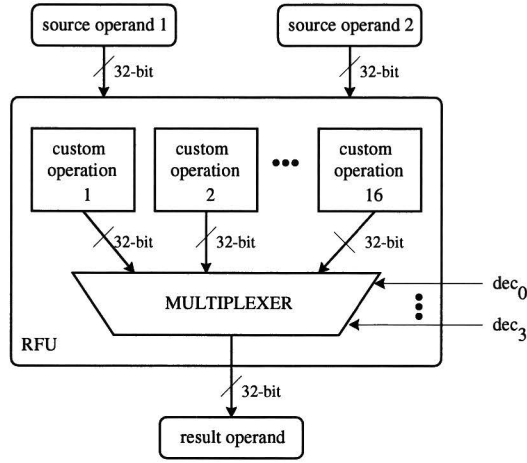 source operand 1
source operand 2
32-bit
32-bit
custom
operation
1
custom
operation
2
custom
operation
16
32-bit
32-bit
32-bit
MULTIPLEXER
dec0
dec3
RFU
32-bit
result operand